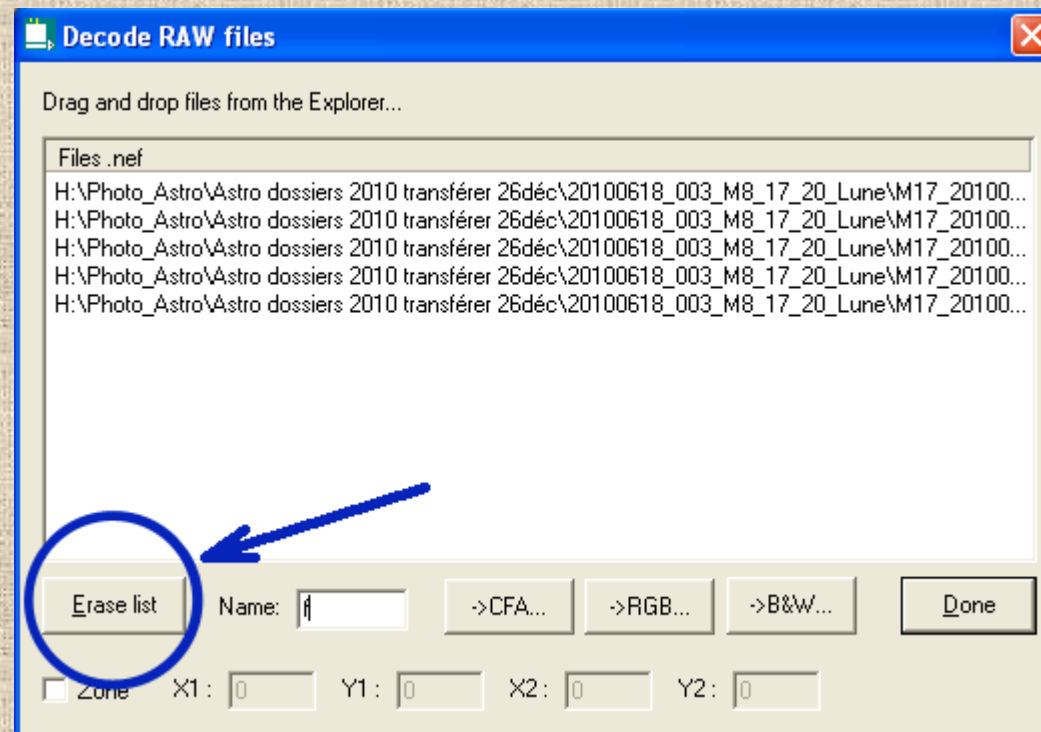 Decode RAW files
Drag and drop files from the Explorer...
Files .nef
H:\Photo_Astro\Astro dossiers 2010 transférer 26déc\20100618_003_M8_17_20_Lune\M17_20100...
H:\Photo_Astro\Astro dossiers 2010 transférer 26déc\20100618_003_M8_17_20_Lune\M17_20100...
H:\Photo_Astro\Astro dossiers 2010 transférer 26déc\20100618_003_M8_17_20_Lune\M17_20100...
H:\Photo_Astro\Astro dossiers 2010 transférer 26déc\20100618_003_M8_17_20_Lune\M17_20100...
H:\Photo_Astro\Astro dossiers 2010 transférer 26déc\20100618_003_M8_17_20_Lune\M17_20100...
Erase list Name: ->CFA... ->RGB... ->B&W... Done
Zone X1 : 0 Y1 : 0 X2 : 0 Y2 : 0